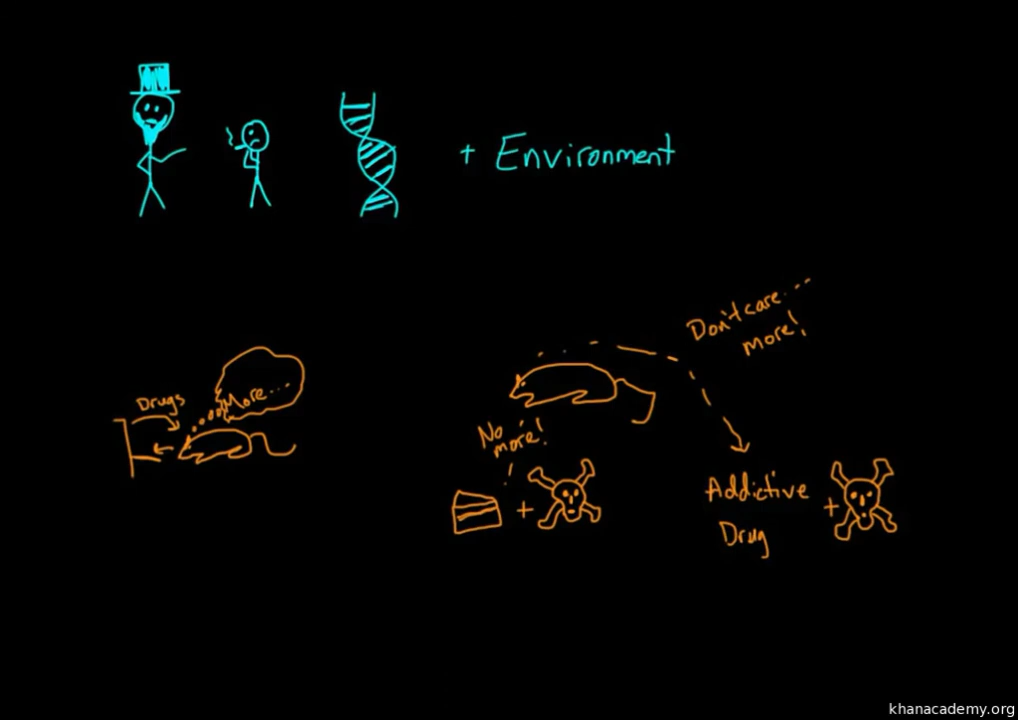 + Environment
Don't care...
more!
Drugs
More...
No
more!
+
Addictive +
Drug
khanacademy.org